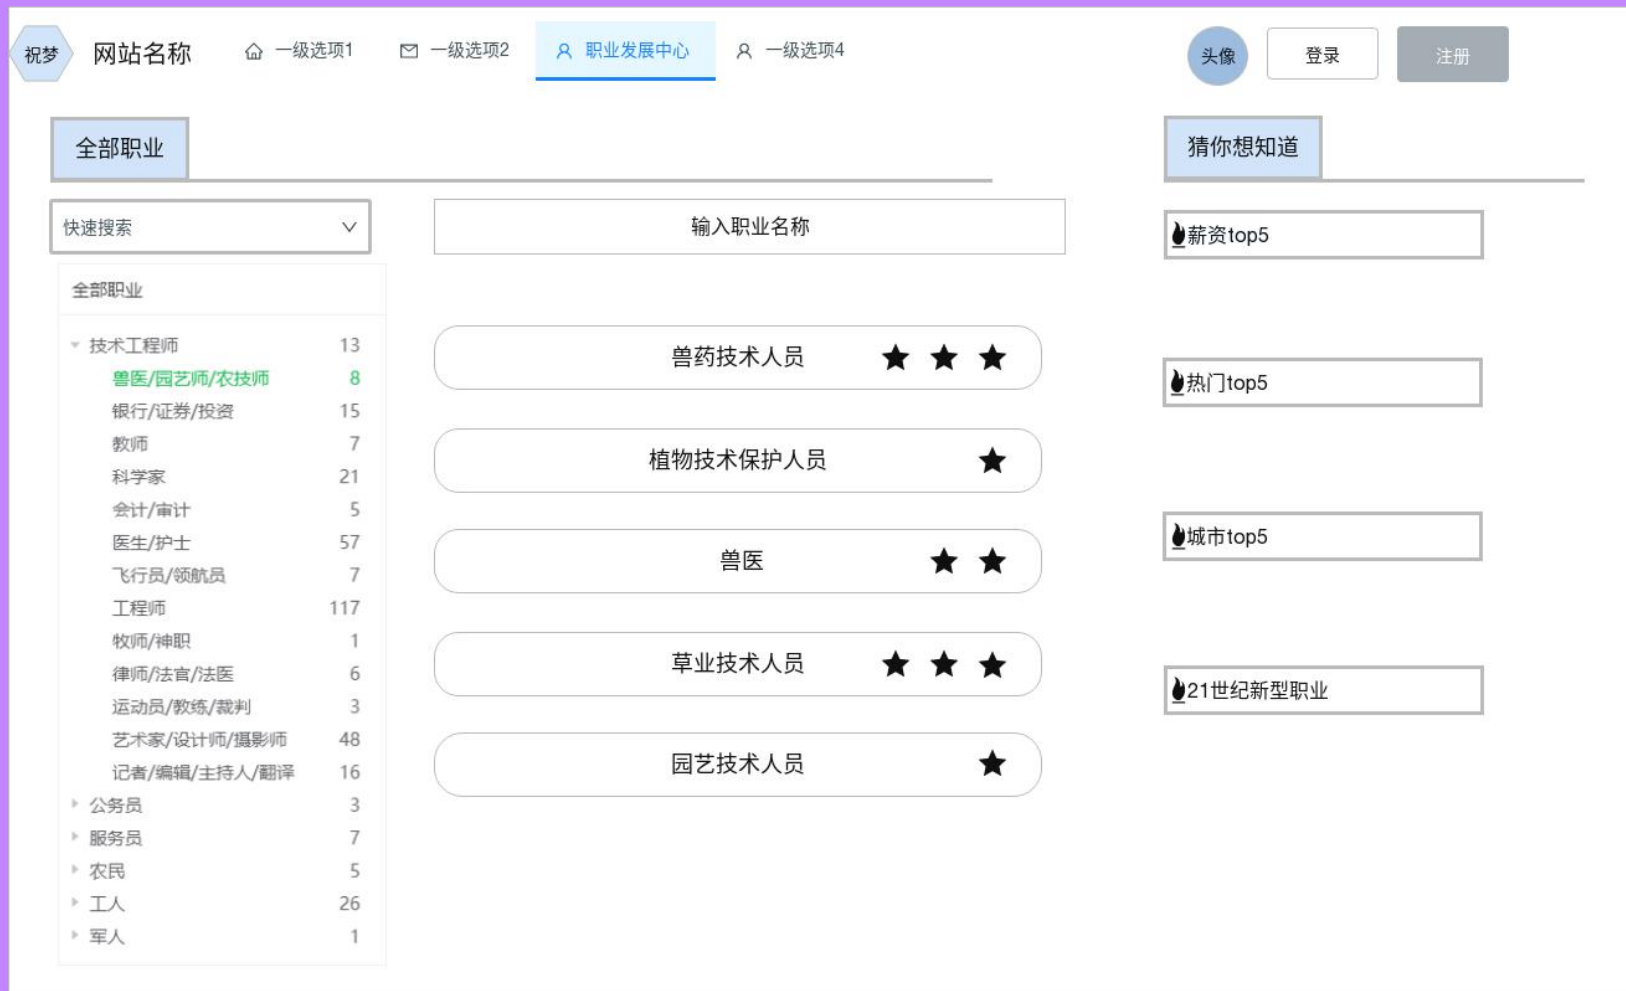 祝梦
网站名称
一级选项1
一级选项2
职业发展中心
一级选项4
头像
登录
注册
全部职业
快速搜索
输入职业名称
全部职业
技术工程师 13
兽医/园艺师/农技师 8
银行/证券/投资 15
教师 7
科学家 21
会计/审计 5
医生/护士 57
飞行员/领航员 7
工程师 117
牧师/神职 1
律师/法官/法医 6
运动员/教练/裁判 3
艺术家/设计师/摄影师 48
记者/编辑/主持人/翻译 16
公务员 3
服务员 7
农民 5
工人 26
军人 1
兽药技术人员
植物技术保护人员
兽医
草业技术人员
园艺技术人员
猜你想知道
薪资top5
热门top5
城市top5
21世纪新型职业